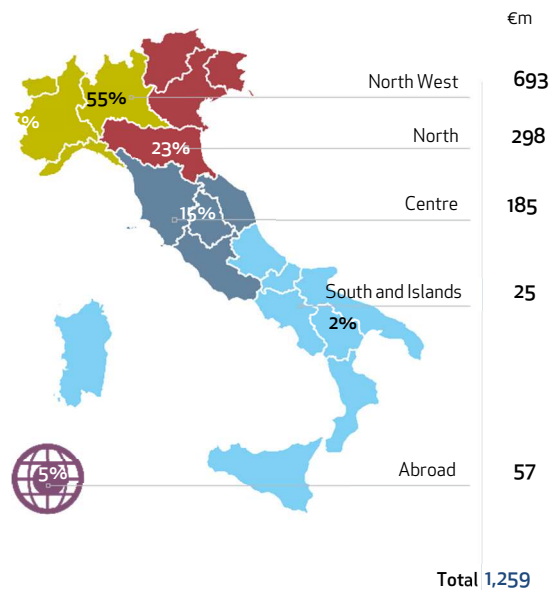 €m
North West 693
55%
%
North 298
23%
Centre 185
15%
South and Islands 25
2%
Abroad 57
5%
Total 1,259